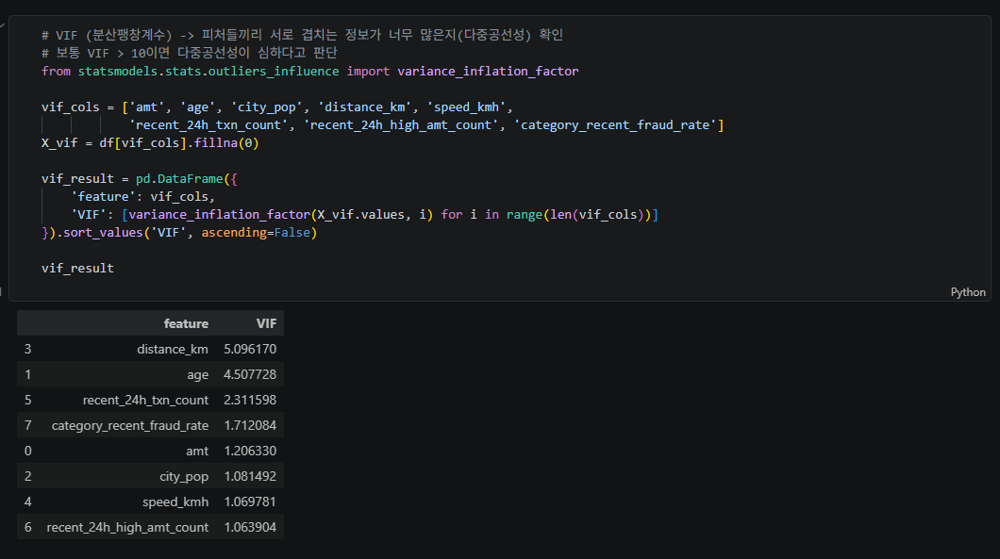 # VIF (분산팽창계수) -> 피처들끼리 서로 겹치는 정보가 너무 많은지(다중공선성) 확인
# 보통 VIF > 10이면 다중공선성이 심하다고 판단
from statsmodels.stats.outliers_influence import variance_inflation_factor
vif_cols = ['amt', 'age', 'city_pop', 'distance_km', 'speed_kmh',
'recent_24h_txn_count', 'recent_24h_high_amt_count', 'category_recent_fraud_rate']
X_vif = df[vif_cols].fillna(0)
vif_result = pd.DataFrame({
'feature': vif_cols,
'VIF': [variance_inflation_factor(X_vif.values, i) for i in range(len(vif_cols))]
}).sort_values('VIF', ascending=False)
vif_result
Python
feature VIF
3 distance_km 5.096170
1 age 4.507728
5 recent_24h_txn_count 2.311598
7 category_recent_fraud_rate 1.712084
0 amt 1.206330
2 city_pop 1.081492
4 speed_kmh 1.069781
6 recent_24h_high_amt_count 1.063904